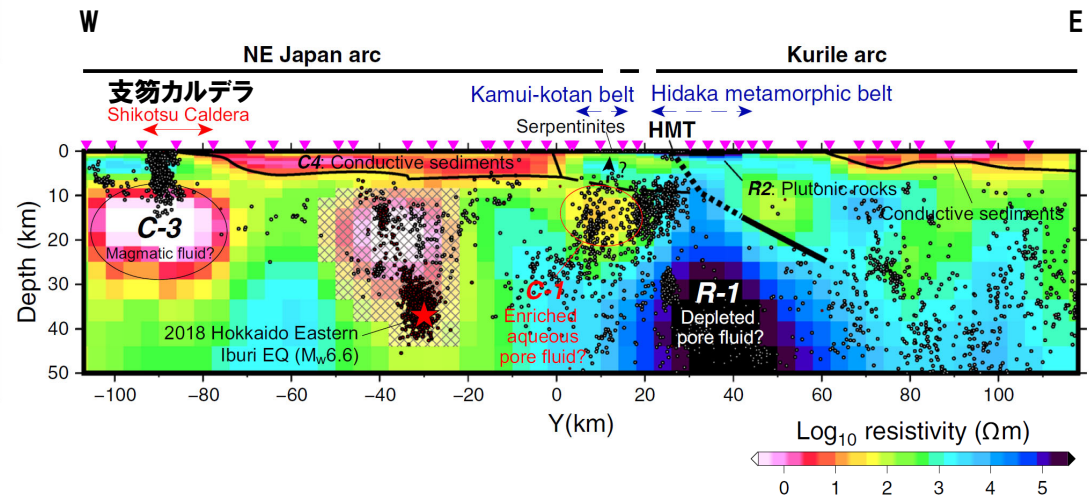 W E
NE Japan arc Kurile arc
支笏カルデラ
Shikotsu Caldera
Kamui-kotan belt Hidaka metamorphic belt
Serpentinites HMT
C4: Conductive sediments ?
R2: Plutonic rocks
Conductive sediments
C-3
Magmatic fluid?
C-1
Enriched
aqueous
pore fluid?
R-1
Depleted
pore fluid?
2018 Hokkaido Eastern
Iburi EQ (Mw6.6)
Depth (km)
0
10
20
30
40
50
−100 −80 −60 −40 −20 0 20 40 60 80 100
Y(km)
Log10 resistivity (Ωm)
0 1 2 3 4 5